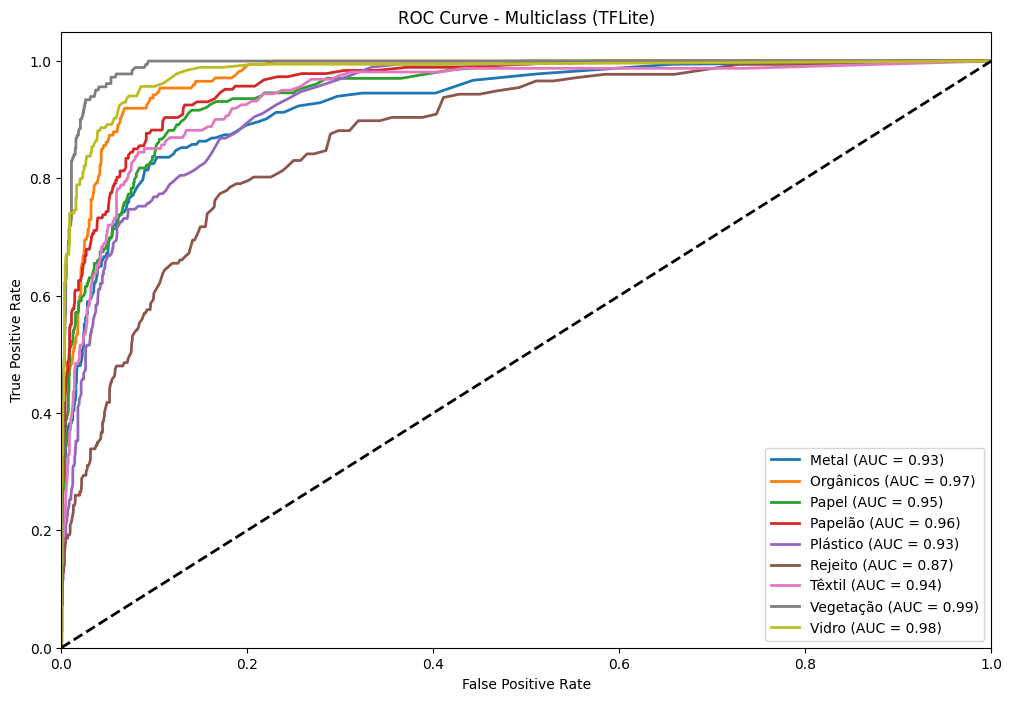 ROC Curve - Multiclass (TFLite)
True Positive Rate
1.0
0.8
0.6
0.4
0.2
0.0
0.0
0.2
0.4
0.6
0.8
1.0
False Positive Rate
Metal (AUC = 0.93)
Orgânicos (AUC = 0.97)
Papel (AUC = 0.95)
Papelão (AUC = 0.96)
Plástico (AUC = 0.93)
Rejeito (AUC = 0.87)
Têxtil (AUC = 0.94)
Vegetação (AUC = 0.99)
Vidro (AUC = 0.98)